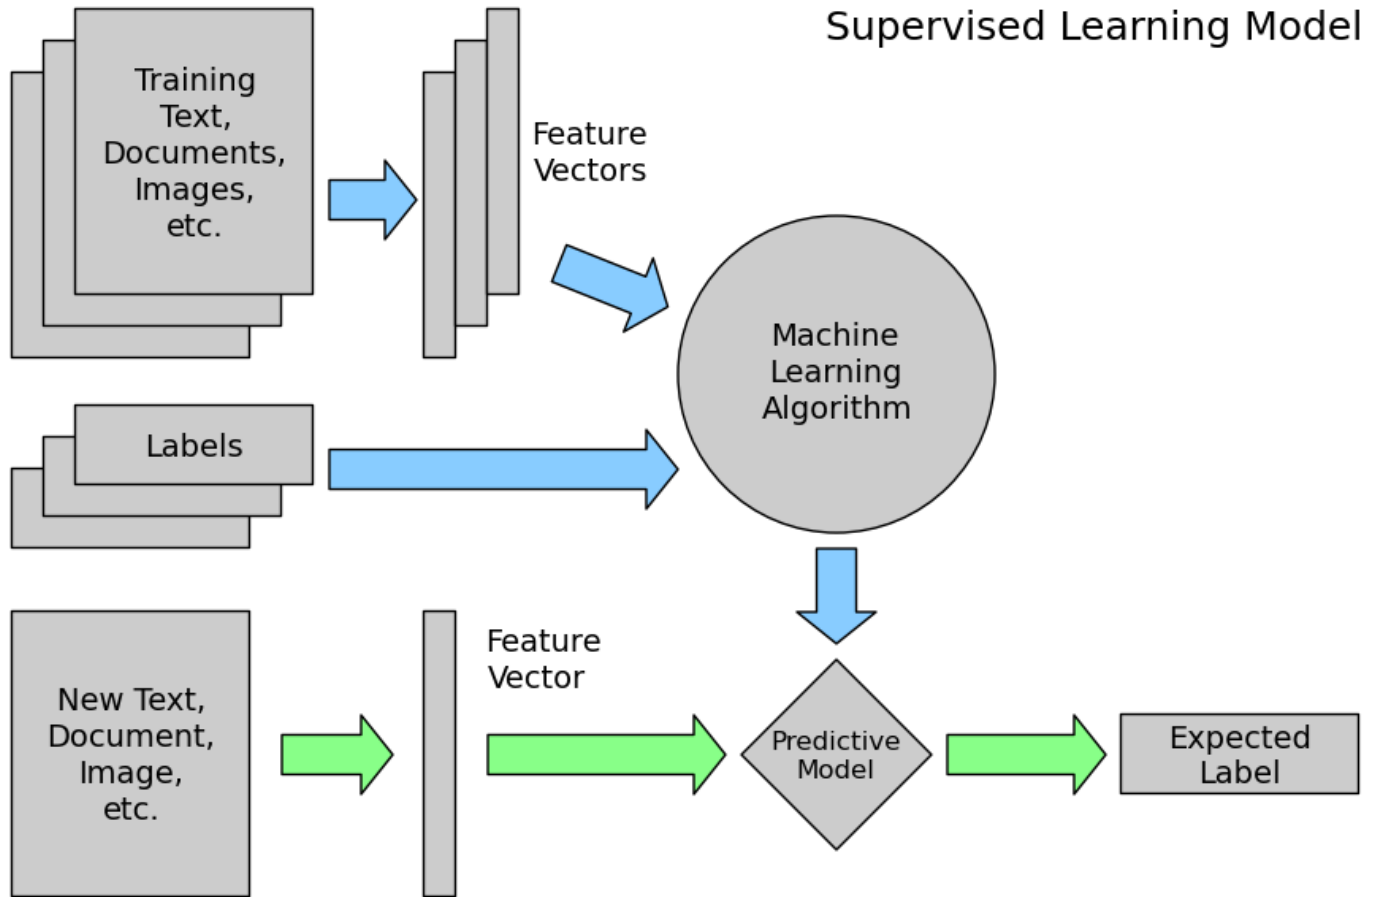 Supervised Learning Model
Training
Text,
Documents,
Images,
etc.
Feature
Vectors
Machine
Learning
Algorithm
Labels
New Text,
Document,
Image,
etc.
Feature
Vector
Predictive
Model
Expected
Label